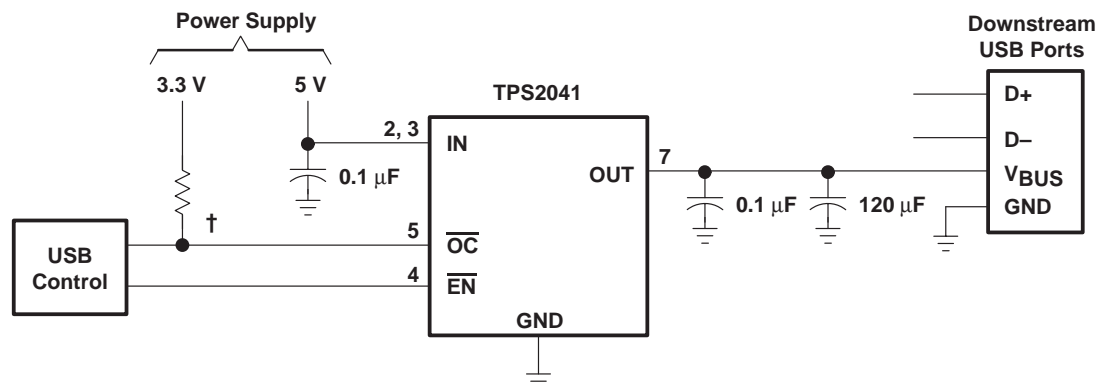 Power Supply
3.3 V
5 V
TPS2041
Downstream
USB Ports
2, 3
IN
0.1 μF
OUT
7
0.1 μF
120 μF
D+
D–
VBUS
GND
†
5
OC
4
EN
GND
USB
Control